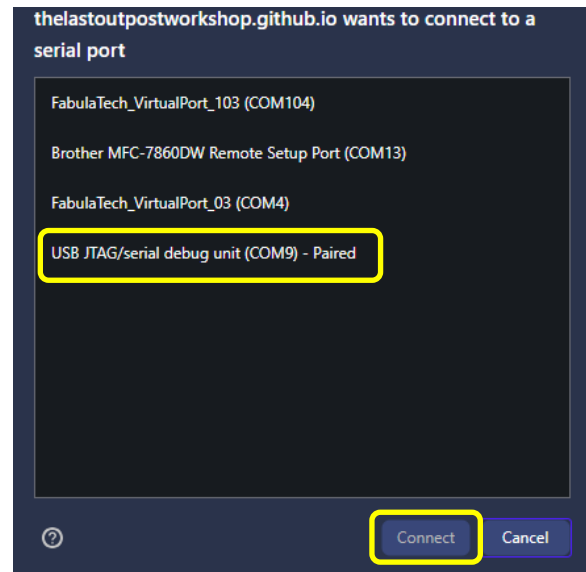 thelastoutpostworkshop.github.io wants to connect to a
serial port
FabulaTech_VirtualPort_103 (COM104)
Brother MFC-7860DW Remote Setup Port (COM13)
FabulaTech_VirtualPort_03 (COM4)
USB JTAG/serial debug unit (COM9) - Paired
? Connect Cancel